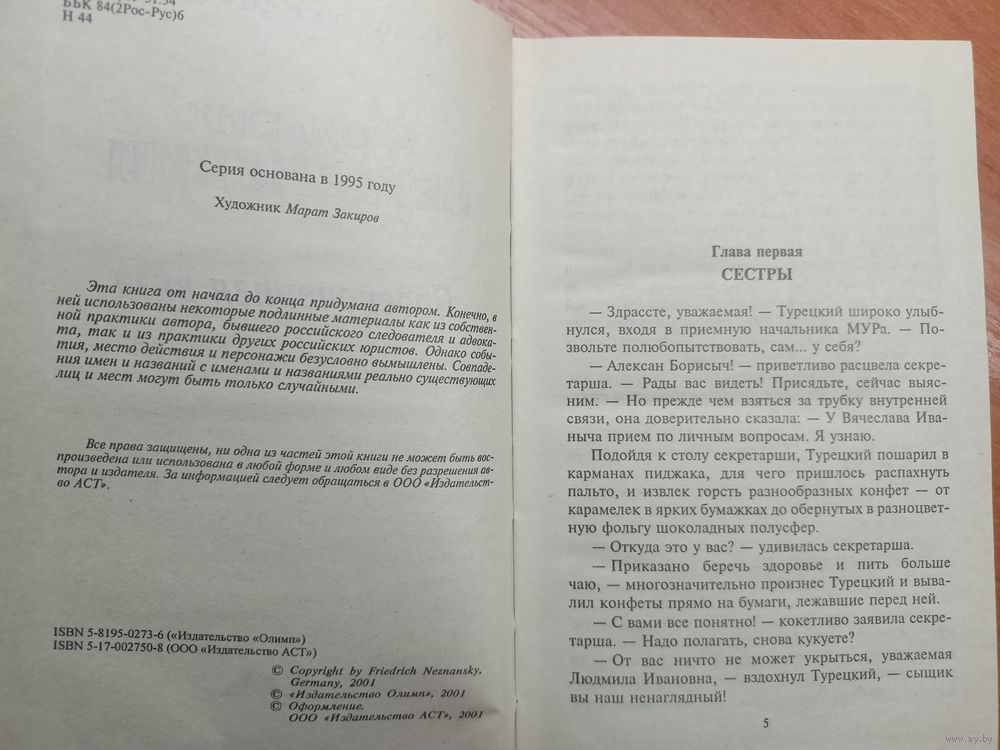 ББК 84(2Рос-Рус)6
Н 44
Серия основана в 1995 году
Художник Марат Закиров
Эта книга от начала до конца придумана автором. Конечно, в
ней использованы некоторые подлинные материалы как из собствен-
ной практики автора, бывшего российского следователя и адвока-
та, так и из практики других российских юристов. Однако собы-
тия, место действия и персонажи безусловно вымышлены. Совпаде-
ния имен и названий с именами и названиями реально существующих
лиц и мест могут быть только случайными.
Все права защищены, ни одна из частей этой книги не может быть вос-
произведена или использована в любой форме и любом виде без разрешения ав-
тора и издателя. За информацией следует обращаться в ООО «Издательст-
во АСТ».
ISBN 5-8195-0273-6 («Издательство «Олимп»)
ISBN 5-17-002750-8 (ООО «Издательство АСТ»)
© Copyright by Friedrich Neznansky,
Germany, 2001
© «Издательство Олимп», 2001
© Оформление.
ООО «Издательство АСТ», 2001
Глава первая
СЕСТРЫ
— Здрассте, уважаемая! — Турецкий широко улыб-
нулся, входя в приемную начальника МУРа. — По-
звольте полюбопытствовать, сам... у себя?
— Алексан Борисыч! — приветливо расцвела секре-
тарша. — Рады вас видеть! Присядьте, сейчас выяс-
ним. — Но прежде чем взяться за трубку внутренней
связи, она доверительно сказала: — У Вячеслава Ива-
ныча прием по личным вопросам. Я узнаю.
Подойдя к столу секретарши, Турецкий пошарил в
карманах пиджака, для чего пришлось распахнуть
пальто, и извлек горсть разнообразных конфет — от
карамелек в ярких бумажках до обернутых в разноцвет-
ную фольгу шоколадных полусфер.
— Откуда это у вас? — удивилась секретарша.
— Приказано беречь здоровье и пить больше
чаю, — многозначительно произнес Турецкий и выва-
лил конфеты прямо на бумаги, лежавшие перед ней.
— С вами все понятно! — кокетливо заявила секре-
тарша. — Надо полагать, снова кукуете?
— От вас ничто не может укрыться, уважаемая
Людмила Ивановна, — вздохнул Турецкий, — сыщик
вы наш ненаглядный!
5
www.ay.by